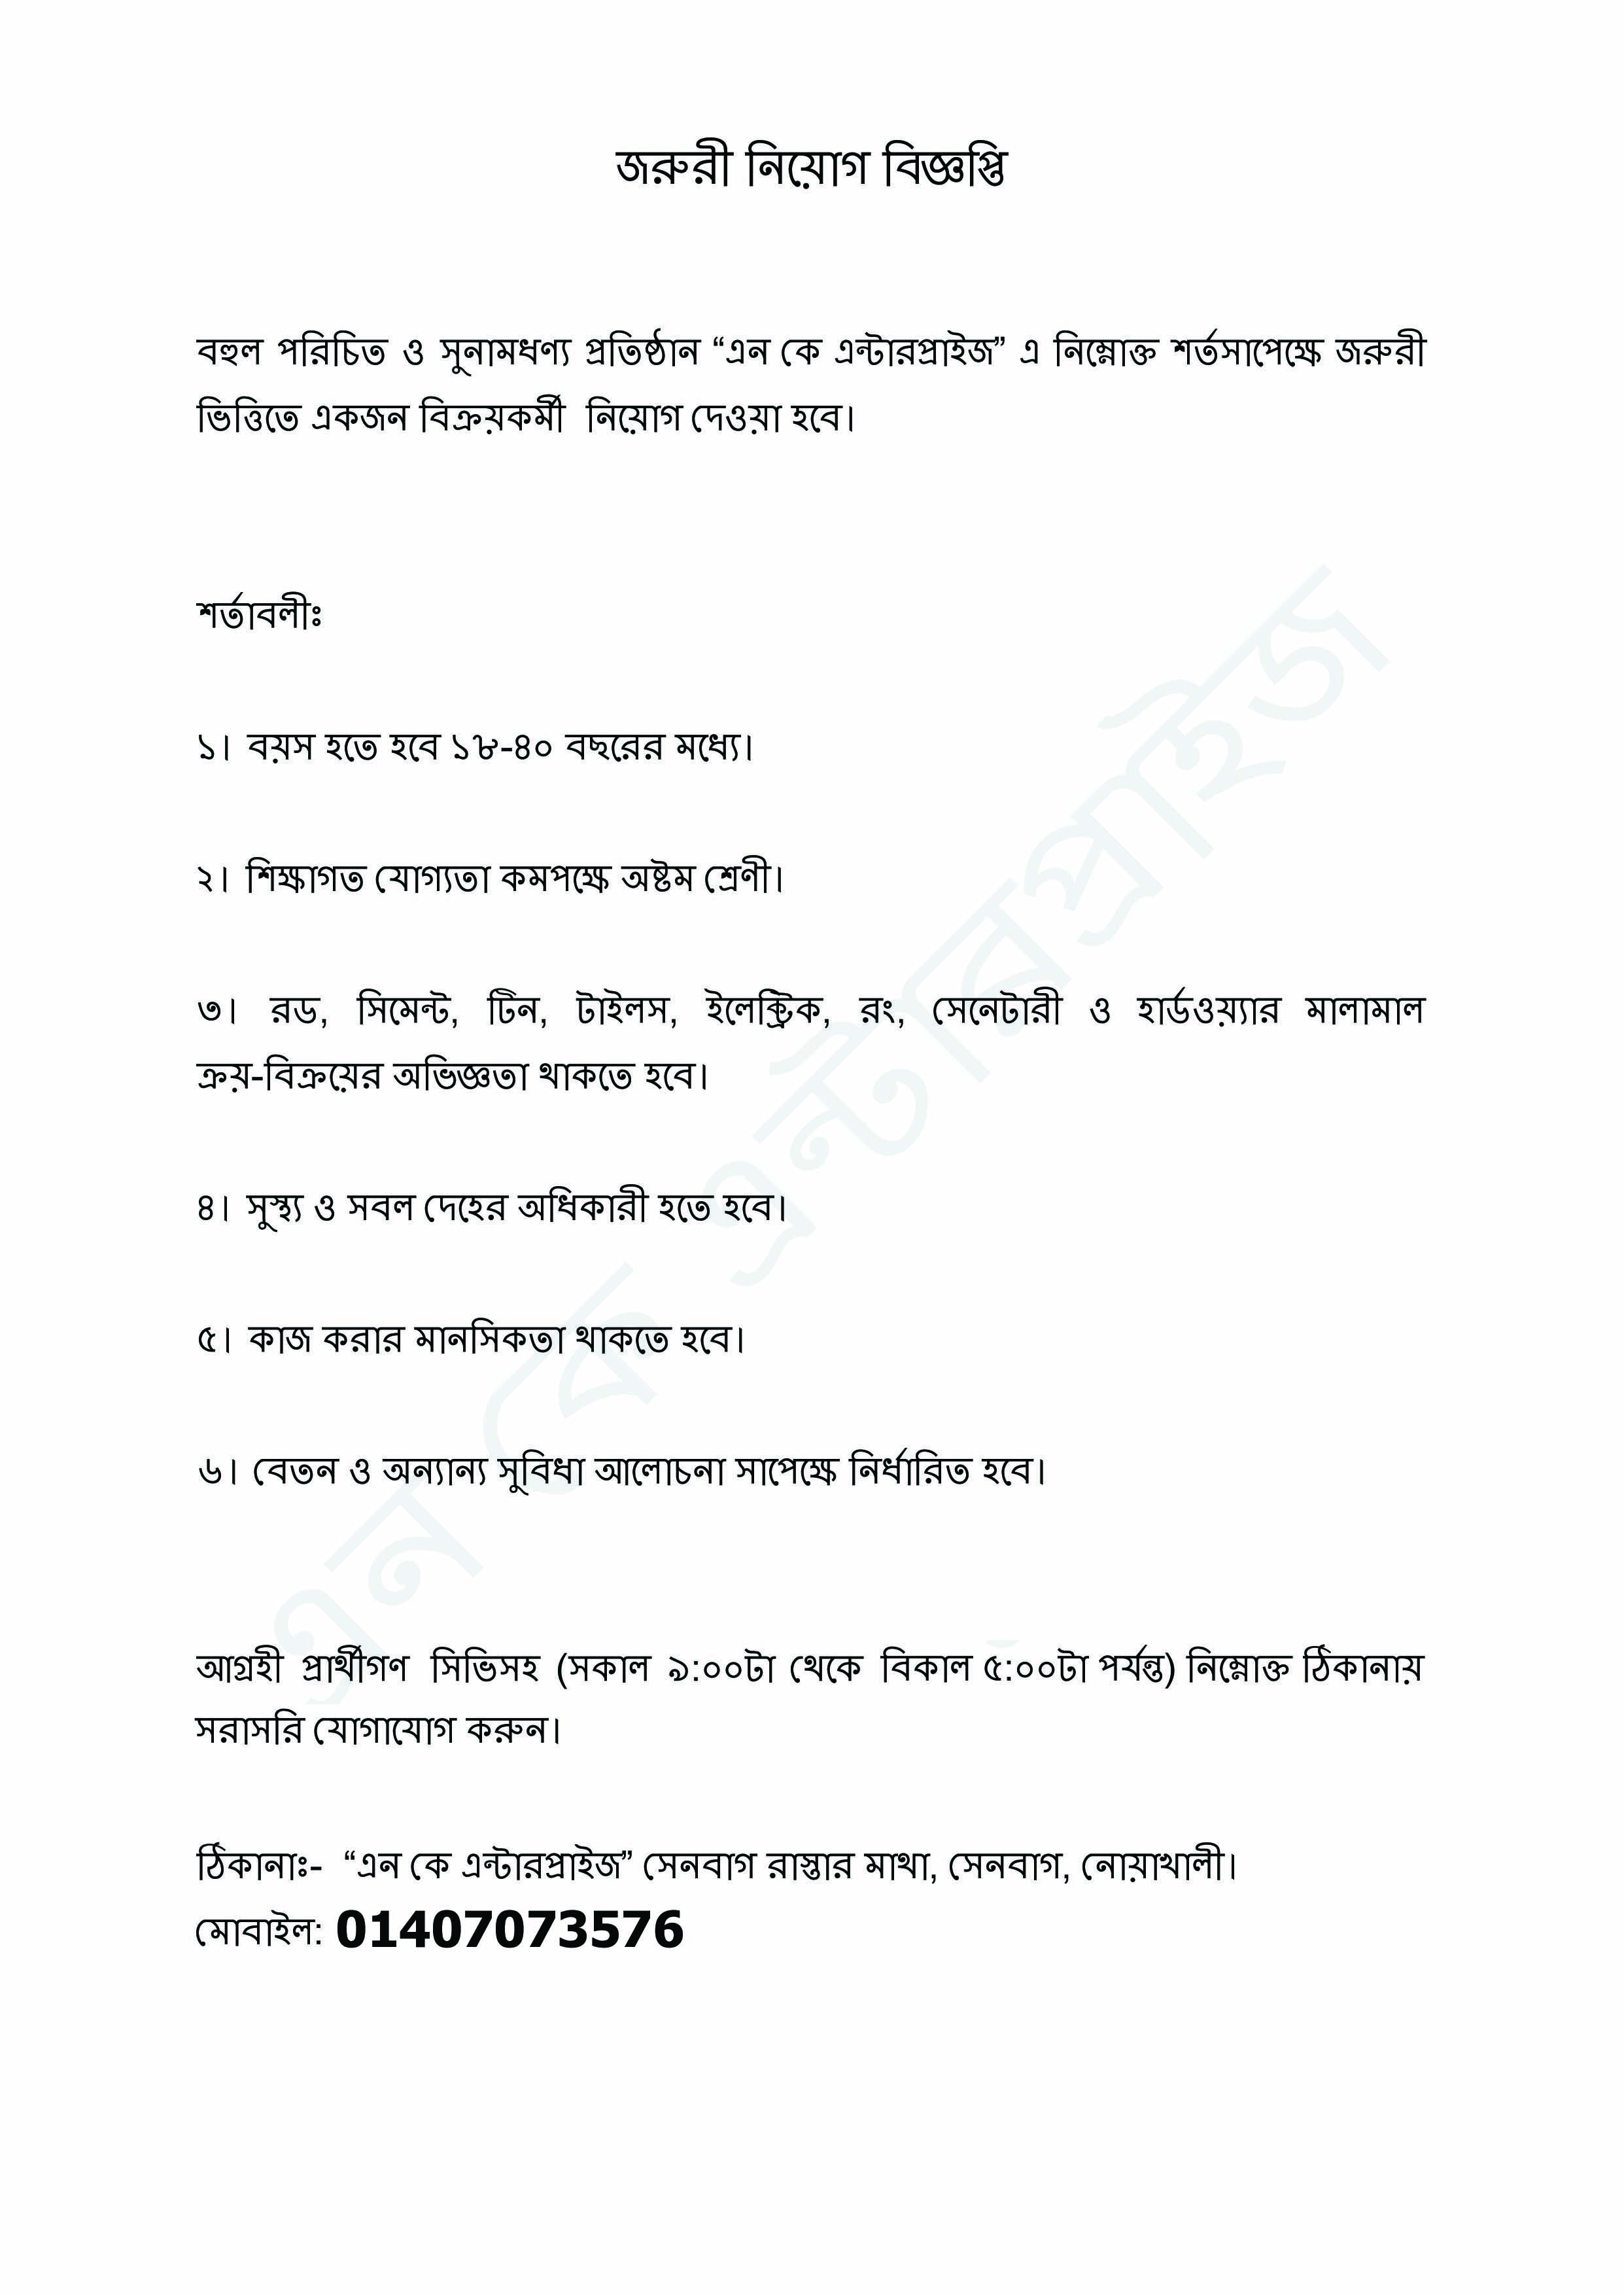 জরুরী নিয়োগ বিজ্ঞপ্তি
বহুল পরিচিত ও সুনামধণ্য প্রতিষ্ঠান “এন কে এন্টারপ্রাইজ” এ নিম্নোক্ত শর্তসাপেক্ষে জরুরী
ভিত্তিতে একজন বিক্রয়কর্মী নিয়োগ দেওয়া হবে।
শর্তাবলীঃ
১। বয়স হতে হবে ১৮-৪০ বছরের মধ্যে।
২। শিক্ষাগত যোগ্যতা কমপক্ষে অষ্টম শ্রেণী।
৩। রড, সিমেন্ট, টিন, টাইলস, ইলেক্ট্রিক, রং, সেনেটারী ও হার্ডওয়্যার মালামাল
ক্রয়-বিক্রয়ের অভিজ্ঞতা থাকতে হবে।
৪। সুস্থ্য ও সবল দেহের অধিকারী হতে হবে।
৫। কাজ করার মানসিকতা থাকতে হবে।
৬। বেতন ও অন্যান্য সুবিধা আলোচনা সাপেক্ষে নির্ধারিত হবে।
আগ্রহী প্রার্থীগণ সিভিসহ (সকাল ৯:০০টা থেকে বিকাল ৫:০০টা পর্যন্ত) নিম্নোক্ত ঠিকানায়
সরাসরি যোগাযোগ করুন।
ঠিকানাঃ- “এন কে এন্টারপ্রাইজ” সেনবাগ রাস্তার মাথা, সেনবাগ, নোয়াখালী।
মোবাইল: 01407073576
এন কে এন্টারপ্রাইজ